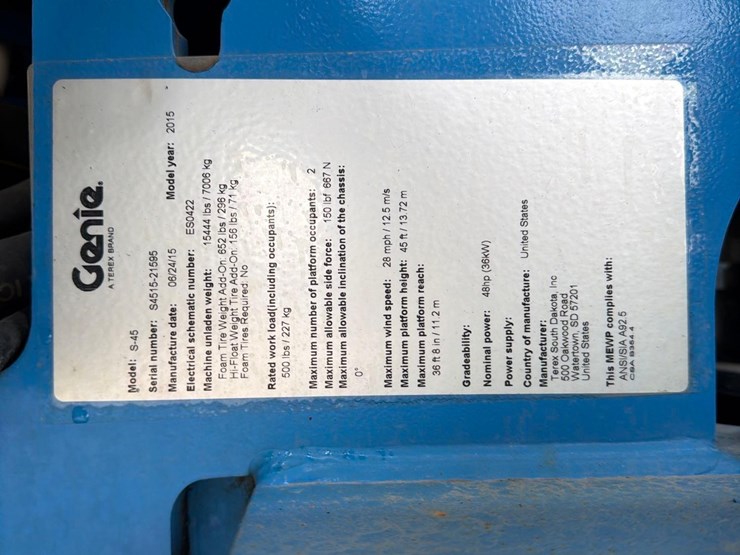 Genie.
A TEREX BRAND
Model: S-45
Serial number: S4515-21595
Manufacture date: 06/24/15 Model year: 2015
Electrical schematic number: ES0422
Machine unladen weight: 15444 lbs / 7006 kg
Foam Tire Weight Add-On: 652 lbs / 296 kg
Hi-Float Weight Tire Add-On: 156 lbs / 71 kg
Foam Tires Required: No
Rated work load(including occupants):
500 lbs / 227 kg
Maximum number of platform occupants: 2
Maximum allowable side force: 150 lbf 667 N
Maximum allowable inclination of the chassis:
0°
Maximum wind speed: 28 mph / 12.5 m/s
Maximum platform height: 45 ft / 13.72 m
Maximum platform reach:
36 ft 8 in / 11.2 m
Gradeability:
Nominal power: 48hp (36kW)
Power supply:
Country of manufacture: United States
Manufacturer:
Terex South Dakota, Inc
500 Oakwood Road
Watertown, SD 57201
United States
This MEWP complies with:
ANSI/SIA A92.5
CSA B354.4